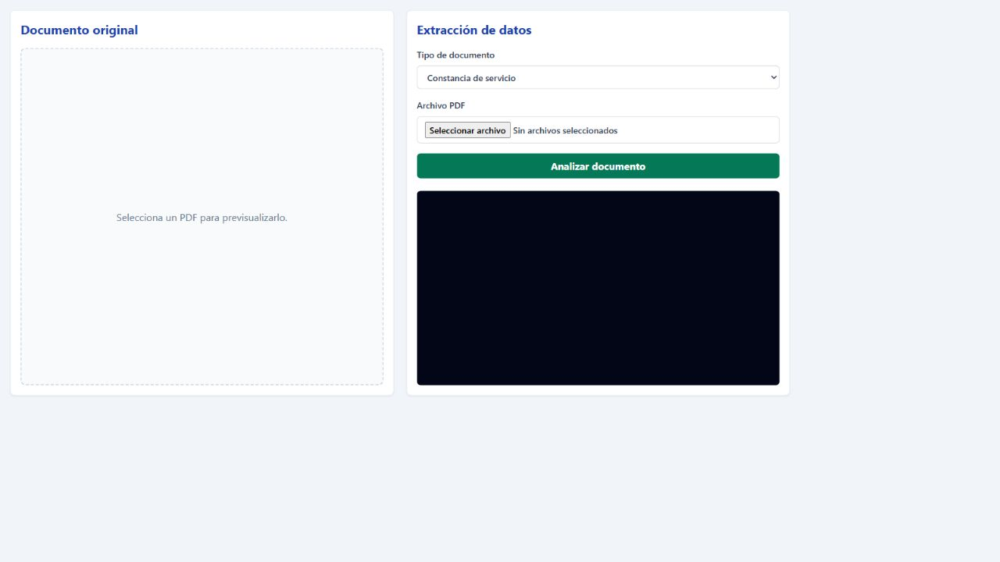 Documento original
Selecciona un PDF para previsualizarlo.
Extracción de datos
Tipo de documento
Constancia de servicio
Archivo PDF
Seleccionar archivo Sin archivos seleccionados
Analizar documento